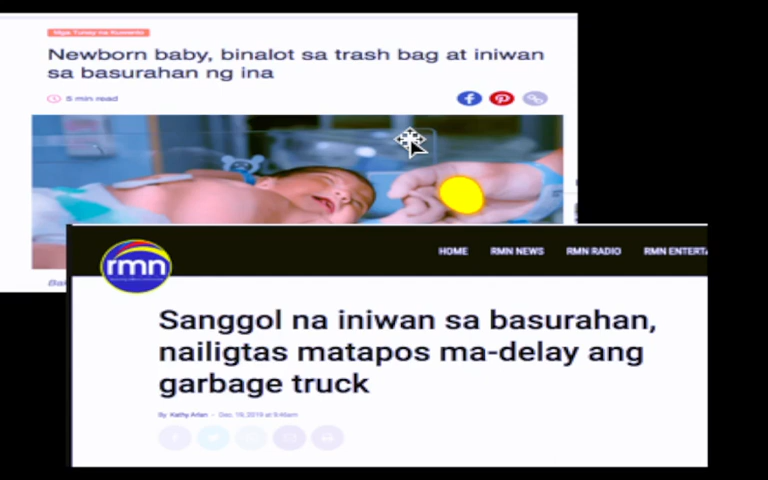 Mga Tunay na Kwento
Newborn baby, binalot sa trash bag at iniwan
sa basurahan ng ina
5 min read
rmn
HOME RMN NEWS RMN RADIO RMN ENTERTA
Sanggol na iniwan sa basurahan,
nailigtas matapos ma-delay ang
garbage truck
By Kathy Arlan - Dec. 19, 2019 at 9:46am